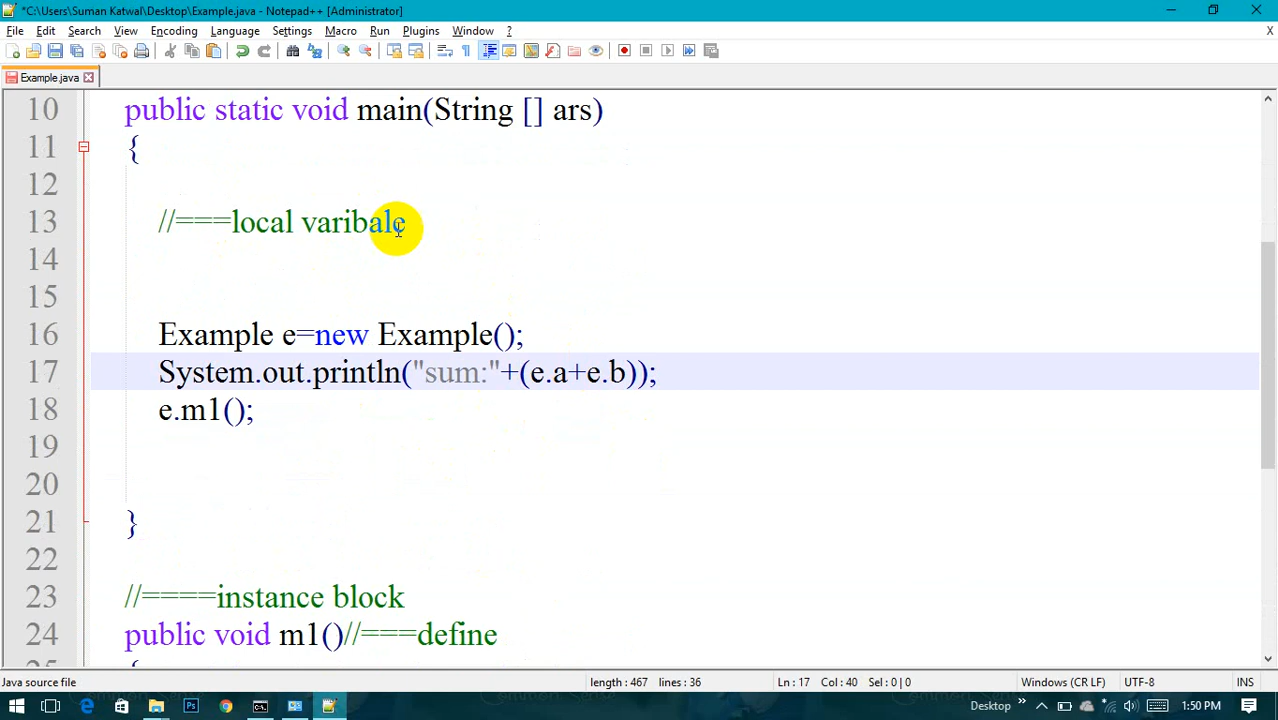 *C:\Users\Suman Katwal\Desktop\Example.java - Notepad++ [Administrator]
File Edit Search View Encoding Language Settings Macro Run Plugins Window ? X
Example.java
10 public static void main(String [] ars)
11 {
12
13 //===local varibale
14
15
16 Example e=new Example();
17 System.out.println("sum:"+(e.a+e.b));
18 e.m1();
19
20
21 }
22
23 //====instance block
24 public void m1()//===define
25 {
Java source file length : 467 lines : 36 Ln : 17 Col : 40 Sel : 0 | 0 Windows (CR LF) UTF-8 INS
Desktop 1:50 PM